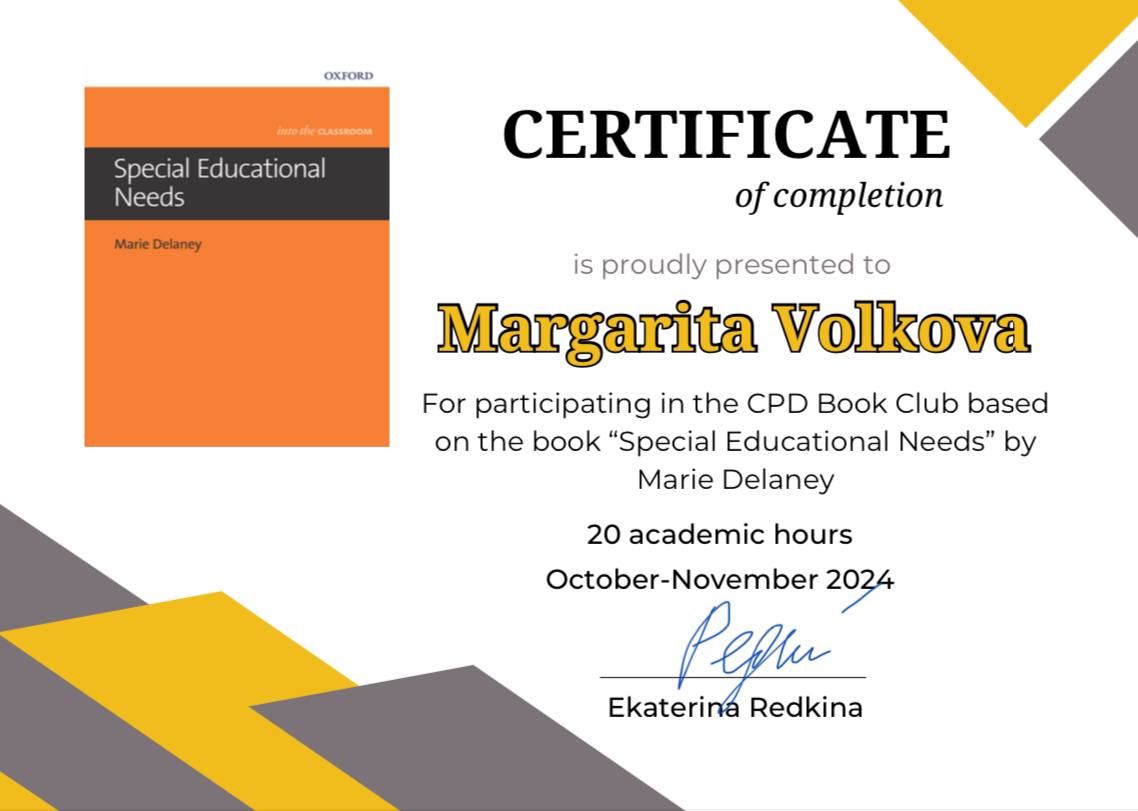 OXFORD
into the CLASSROOM
Special Educational
Needs
Marie Delaney
CERTIFICATE
of completion
is proudly presented to
Margarita Volkova
For participating in the CPD Book Club based
on the book “Special Educational Needs” by
Marie Delaney
20 academic hours
October-November 2024
Ekaterina Redkina